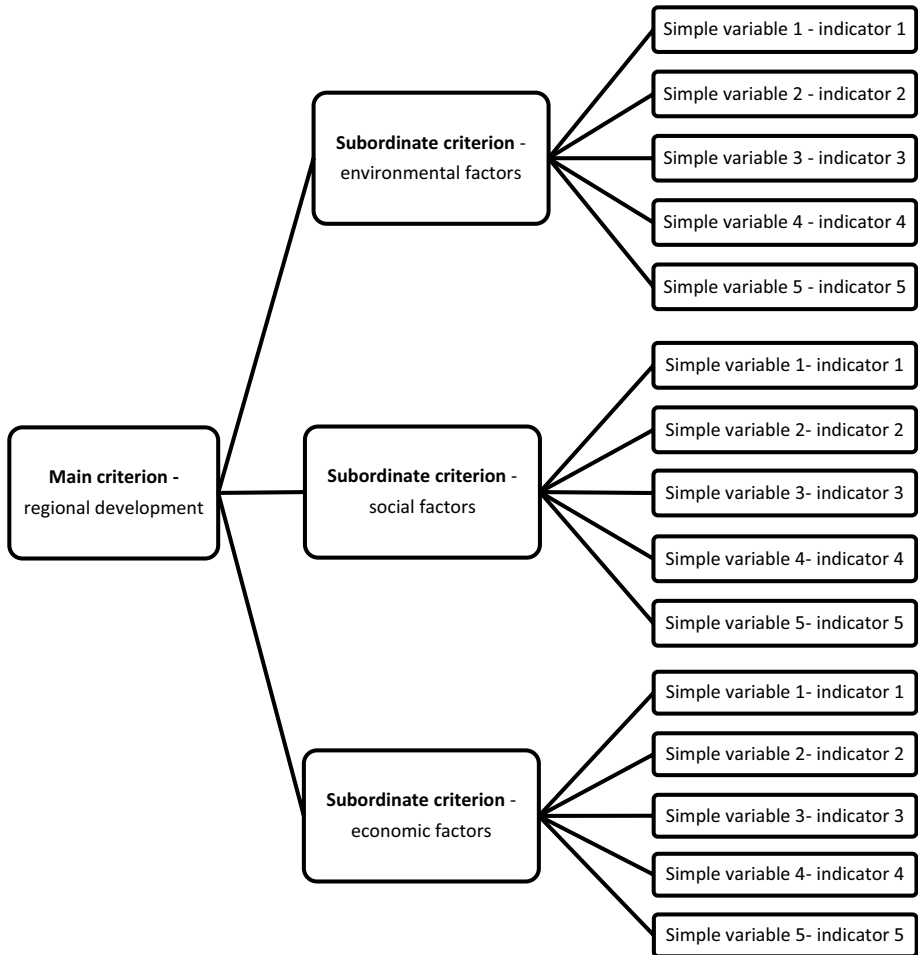 Main criterion -
regional development
Subordinate criterion -
environmental factors
Simple variable 1 - indicator 1
Simple variable 2 - indicator 2
Simple variable 3 - indicator 3
Simple variable 4 - indicator 4
Simple variable 5 - indicator 5
Subordinate criterion -
social factors
Simple variable 1- indicator 1
Simple variable 2- indicator 2
Simple variable 3- indicator 3
Simple variable 4- indicator 4
Simple variable 5- indicator 5
Subordinate criterion -
economic factors
Simple variable 1- indicator 1
Simple variable 2- indicator 2
Simple variable 3- indicator 3
Simple variable 4- indicator 4
Simple variable 5- indicator 5